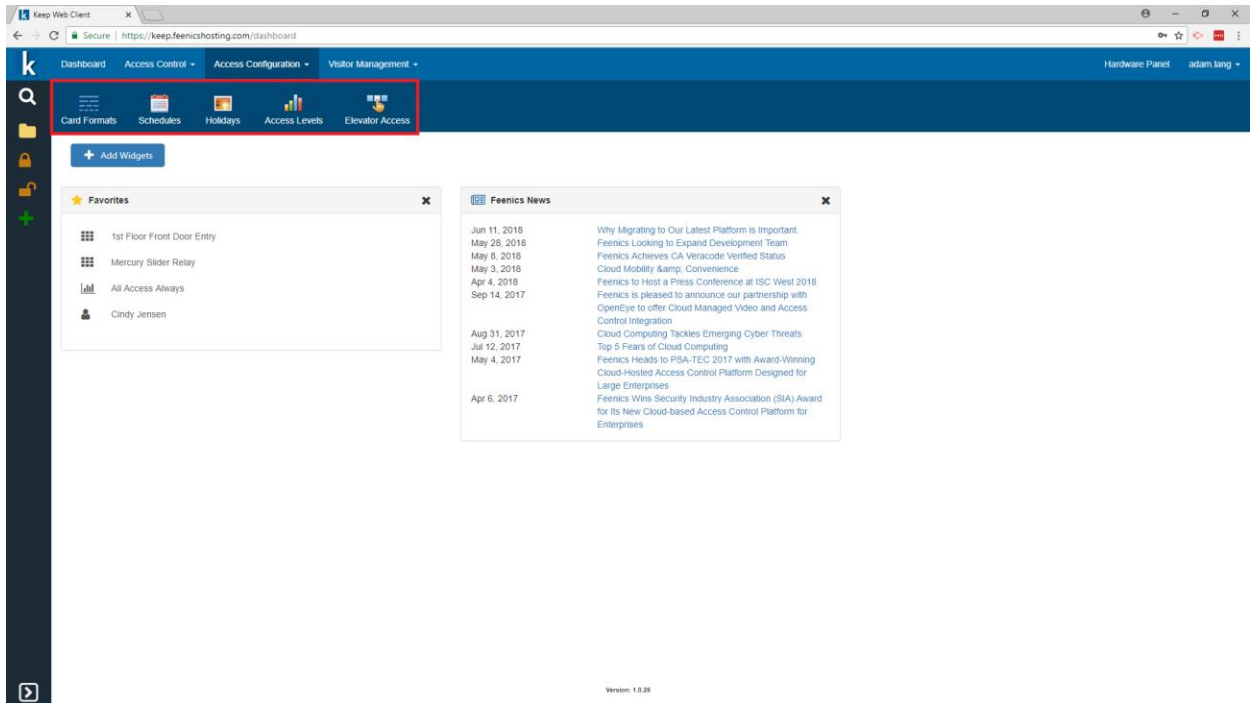 Keep Web Client
Secure | https://keep.feenicshosting.com/dashboard
k Dashboard Access Control Access Configuration Visitor Management Hardware Panel adam.lang
Card Formats Schedules Holidays Access Levels Elevator Access
Add Widgets
Favorites
1st Floor Front Door Entry
Mercury Slider Relay
All Access Always
Cindy Jensen
Feenics News
Jun 11, 2018 Why Migrating to Our Latest Platform is Important.
May 28, 2018 Feenics Looking to Expand Development Team
May 8, 2018 Feenics Achieves CA Veracode Verified Status
May 3, 2018 Cloud Mobility &amp; Convenience
Apr 4, 2018 Feenics to Host a Press Conference at ISC West 2018
Sep 14, 2017 Feenics is pleased to announce our partnership with
OpenEye to offer Cloud Managed Video and Access
Control Integration
Aug 31, 2017 Cloud Computing Tackles Emerging Cyber Threats
Jul 12, 2017 Top 5 Fears of Cloud Computing
May 4, 2017 Feenics Heads to PSA-TEC 2017 with Award-Winning
Cloud-Hosted Access Control Platform Designed for
Large Enterprises
Apr 6, 2017 Feenics Wins Security Industry Association (SIA) Award
for Its New Cloud-based Access Control Platform for
Enterprises
Version: 1.0.28